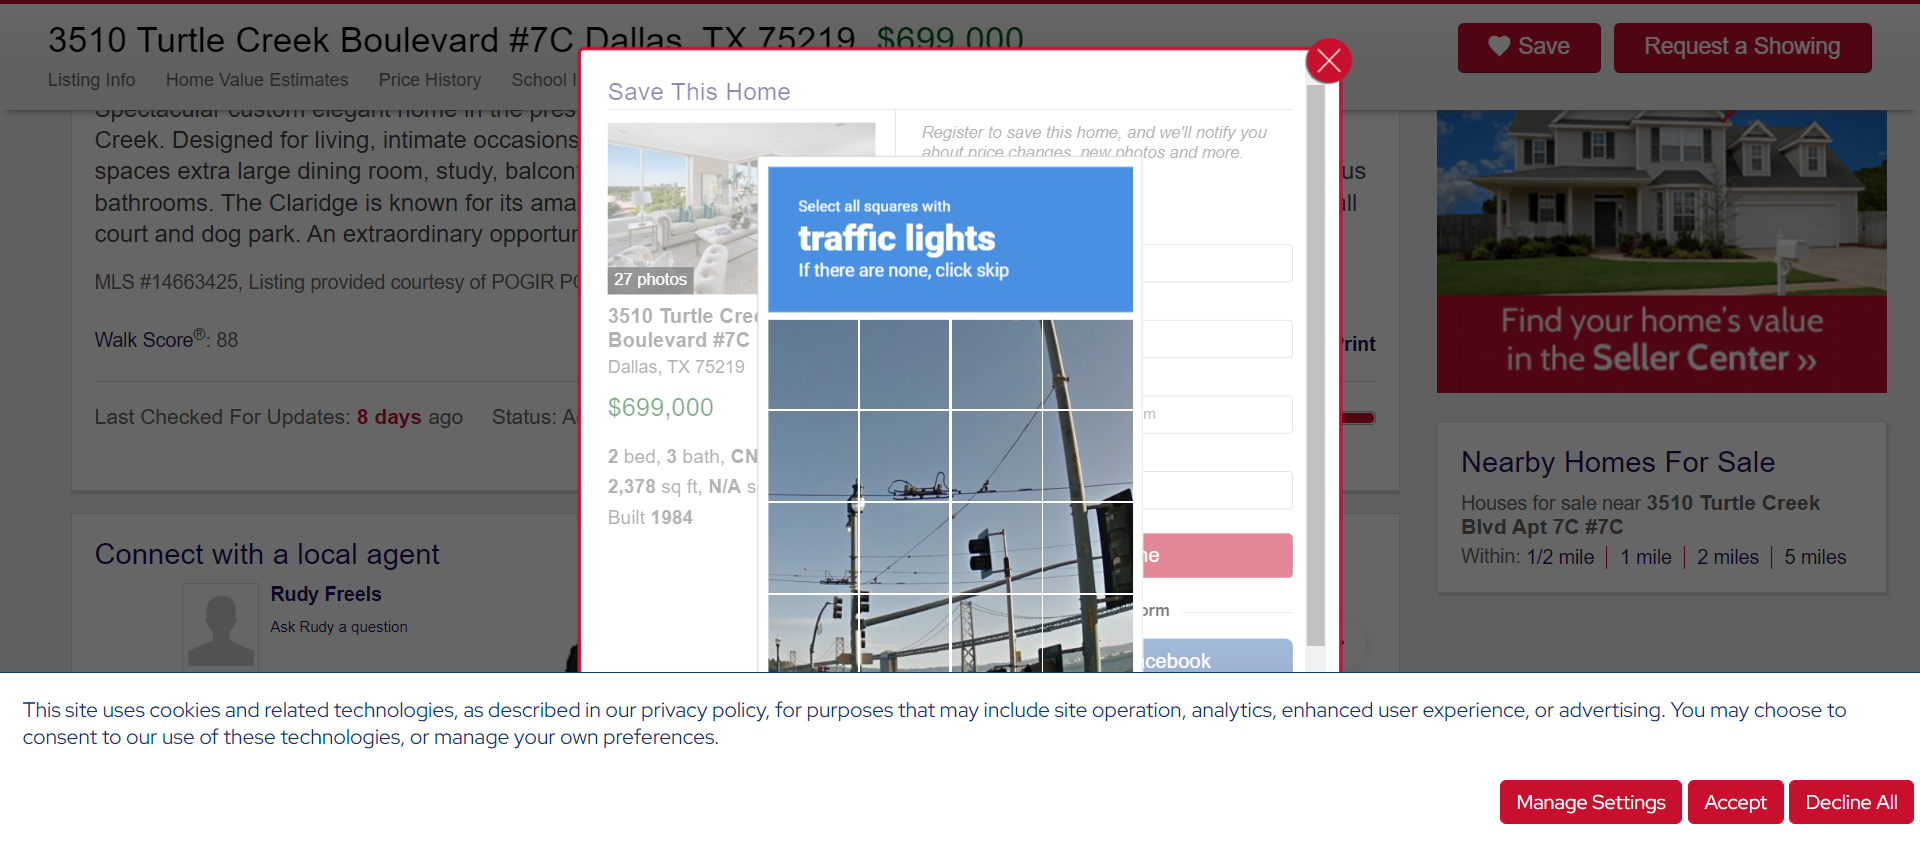 3510 Turtle Creek Boulevard #7C Dallas, TX 75219 $699,000
Listing Info Home Value Estimates Price History School I
Save
Request a Showing
Spectacular custom elegant home in the pres
Creek. Designed for living, intimate occasions
spaces extra large dining room, study, balcony
bathrooms. The Claridge is known for its ama
court and dog park. An extraordinary opportur
us
all
MLS #14663425, Listing provided courtesy of POGIR PO
Walk Score®: 88
Print
Last Checked For Updates: 8 days ago Status: A
Connect with a local agent
Rudy Freels
Ask Rudy a question
Save This Home
27 photos
3510 Turtle Cree
Boulevard #7C
Dallas, TX 75219
$699,000
2 bed, 3 bath, CN
2,378 sq ft, N/A s
Built 1984
Register to save this home, and we'll notify you
about price changes, new photos and more.
m
ne
orm
acebook
Select all squares with
traffic lights
If there are none, click skip
Find your home's value
in the Seller Center »
Nearby Homes For Sale
Houses for sale near 3510 Turtle Creek
Blvd Apt 7C #7C
Within: 1/2 mile | 1 mile | 2 miles | 5 miles
This site uses cookies and related technologies, as described in our privacy policy, for purposes that may include site operation, analytics, enhanced user experience, or advertising. You may choose to
consent to our use of these technologies, or manage your own preferences.
Manage Settings
Accept
Decline All